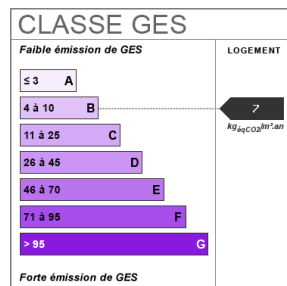 CLASSE GES
Faible émission de GES
LOGEMENT
≤ 3 A
4 à 10 B
7
kgéqCO2/m².an
11 à 25 C
26 à 45 D
46 à 70 E
71 à 95 F
> 95 G
Forte émission de GES